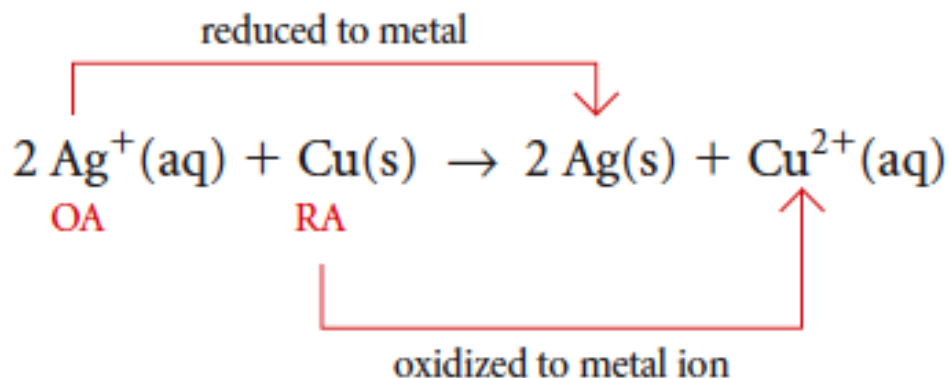 reduced to metal
2 Ag⁺(aq) + Cu(s) → 2 Ag(s) + Cu²⁺(aq)
OA RA
oxidized to metal ion